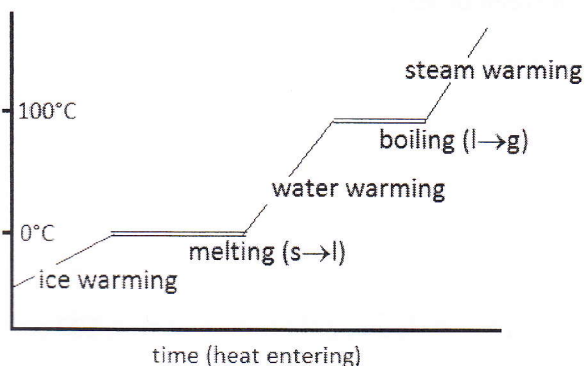 steam warming
100°C
boiling (l→g)
water warming
0°C
melting (s→l)
ice warming
time (heat entering)